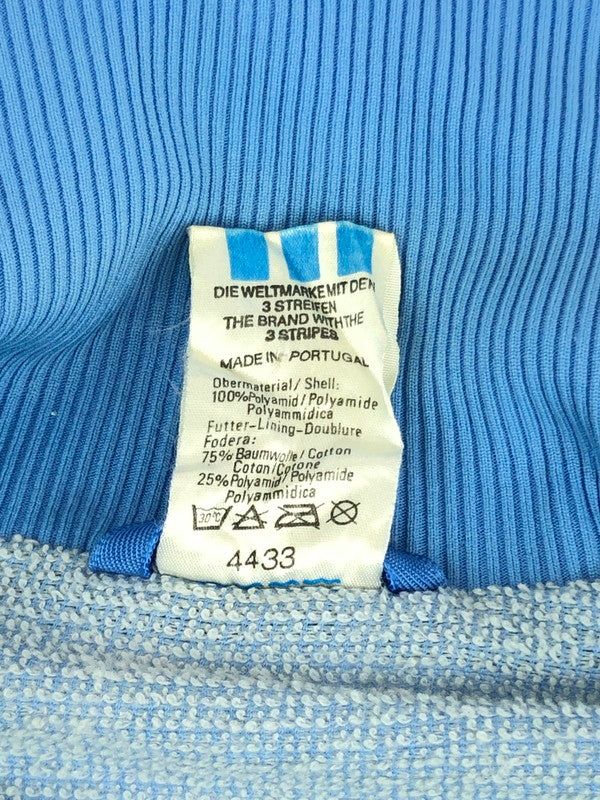 DIE WELTMARKE MIT DEN
3 STREIFEN
THE BRAND WITH THE
3 STRIPES
MADE IN PORTUGAL
Obermaterial/Shell:
100%Polyamid/Polyamide
Polyammidica
Futter-Lining-Doublure
Fodera:
75% Baumwolle/Cotton
Coton/Cotone
25%Polyamid/Polyamide
Polyammidica
30°C
4433